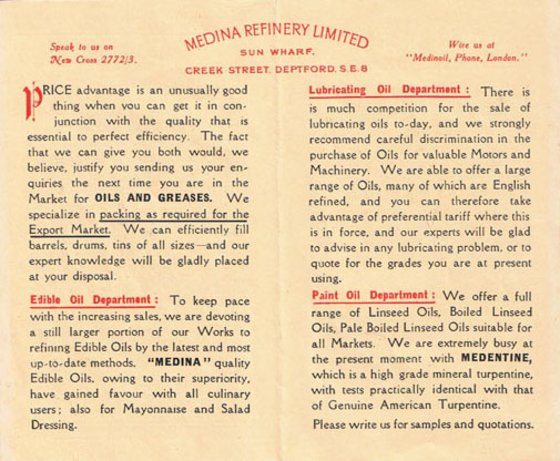 MEDINA REFINERY LIMITED
SUN WHARF,
CREEK STREET, DEPTFORD, S.E.8
Speak to us on
New Cross 2772/3.
Wire us at
"Medinoil, Phone, London."
PRICE advantage is an unusually good
thing when you can get it in con-
junction with the quality that is
essential to perfect efficiency. The fact
that we can give you both would, we
believe, justify you sending us your en-
quiries the next time you are in the
Market for OILS AND GREASES. We
specialize in packing as required for the
Export Market. We can efficiently fill
barrels, drums, tins of all sizes—and our
expert knowledge will be gladly placed
at your disposal.
Edible Oil Department: To keep pace
with the increasing sales, we are devoting
a still larger portion of our Works to
refining Edible Oils by the latest and most
up-to-date methods. "MEDINA" quality
Edible Oils, owing to their superiority,
have gained favour with all culinary
users; also for Mayonnaise and Salad
Dressing.
Lubricating Oil Department: There is
is much competition for the sale of
lubricating oils to-day, and we strongly
recommend careful discrimination in the
purchase of Oils for valuable Motors and
Machinery. We are able to offer a large
range of Oils, many of which are English
refined, and you can therefore take
advantage of preferential tariff where this
is in force, and our experts will be glad
to advise in any lubricating problem, or to
quote for the grades you are at present
using.
Paint Oil Department: We offer a full
range of Linseed Oils, Boiled Linseed
Oils, Pale Boiled Linseed Oils suitable for
all Markets. We are extremely busy at
the present moment with MEDENTINE,
which is a high grade mineral turpentine,
with tests practically identical with that
of Genuine American Turpentine.
Please write us for samples and quotations.